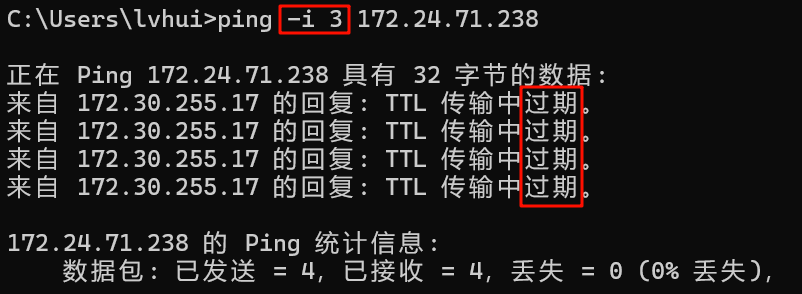 C:\Users\lvhui>ping -i 3 172.24.71.238
正在 Ping 172.24.71.238 具有 32 字节的数据:
来自 172.30.255.17 的回复: TTL 传输中过期。
来自 172.30.255.17 的回复: TTL 传输中过期。
来自 172.30.255.17 的回复: TTL 传输中过期。
来自 172.30.255.17 的回复: TTL 传输中过期。
172.24.71.238 的 Ping 统计信息:
数据包: 已发送 = 4，已接收 = 4，丢失 = 0 (0% 丢失)，